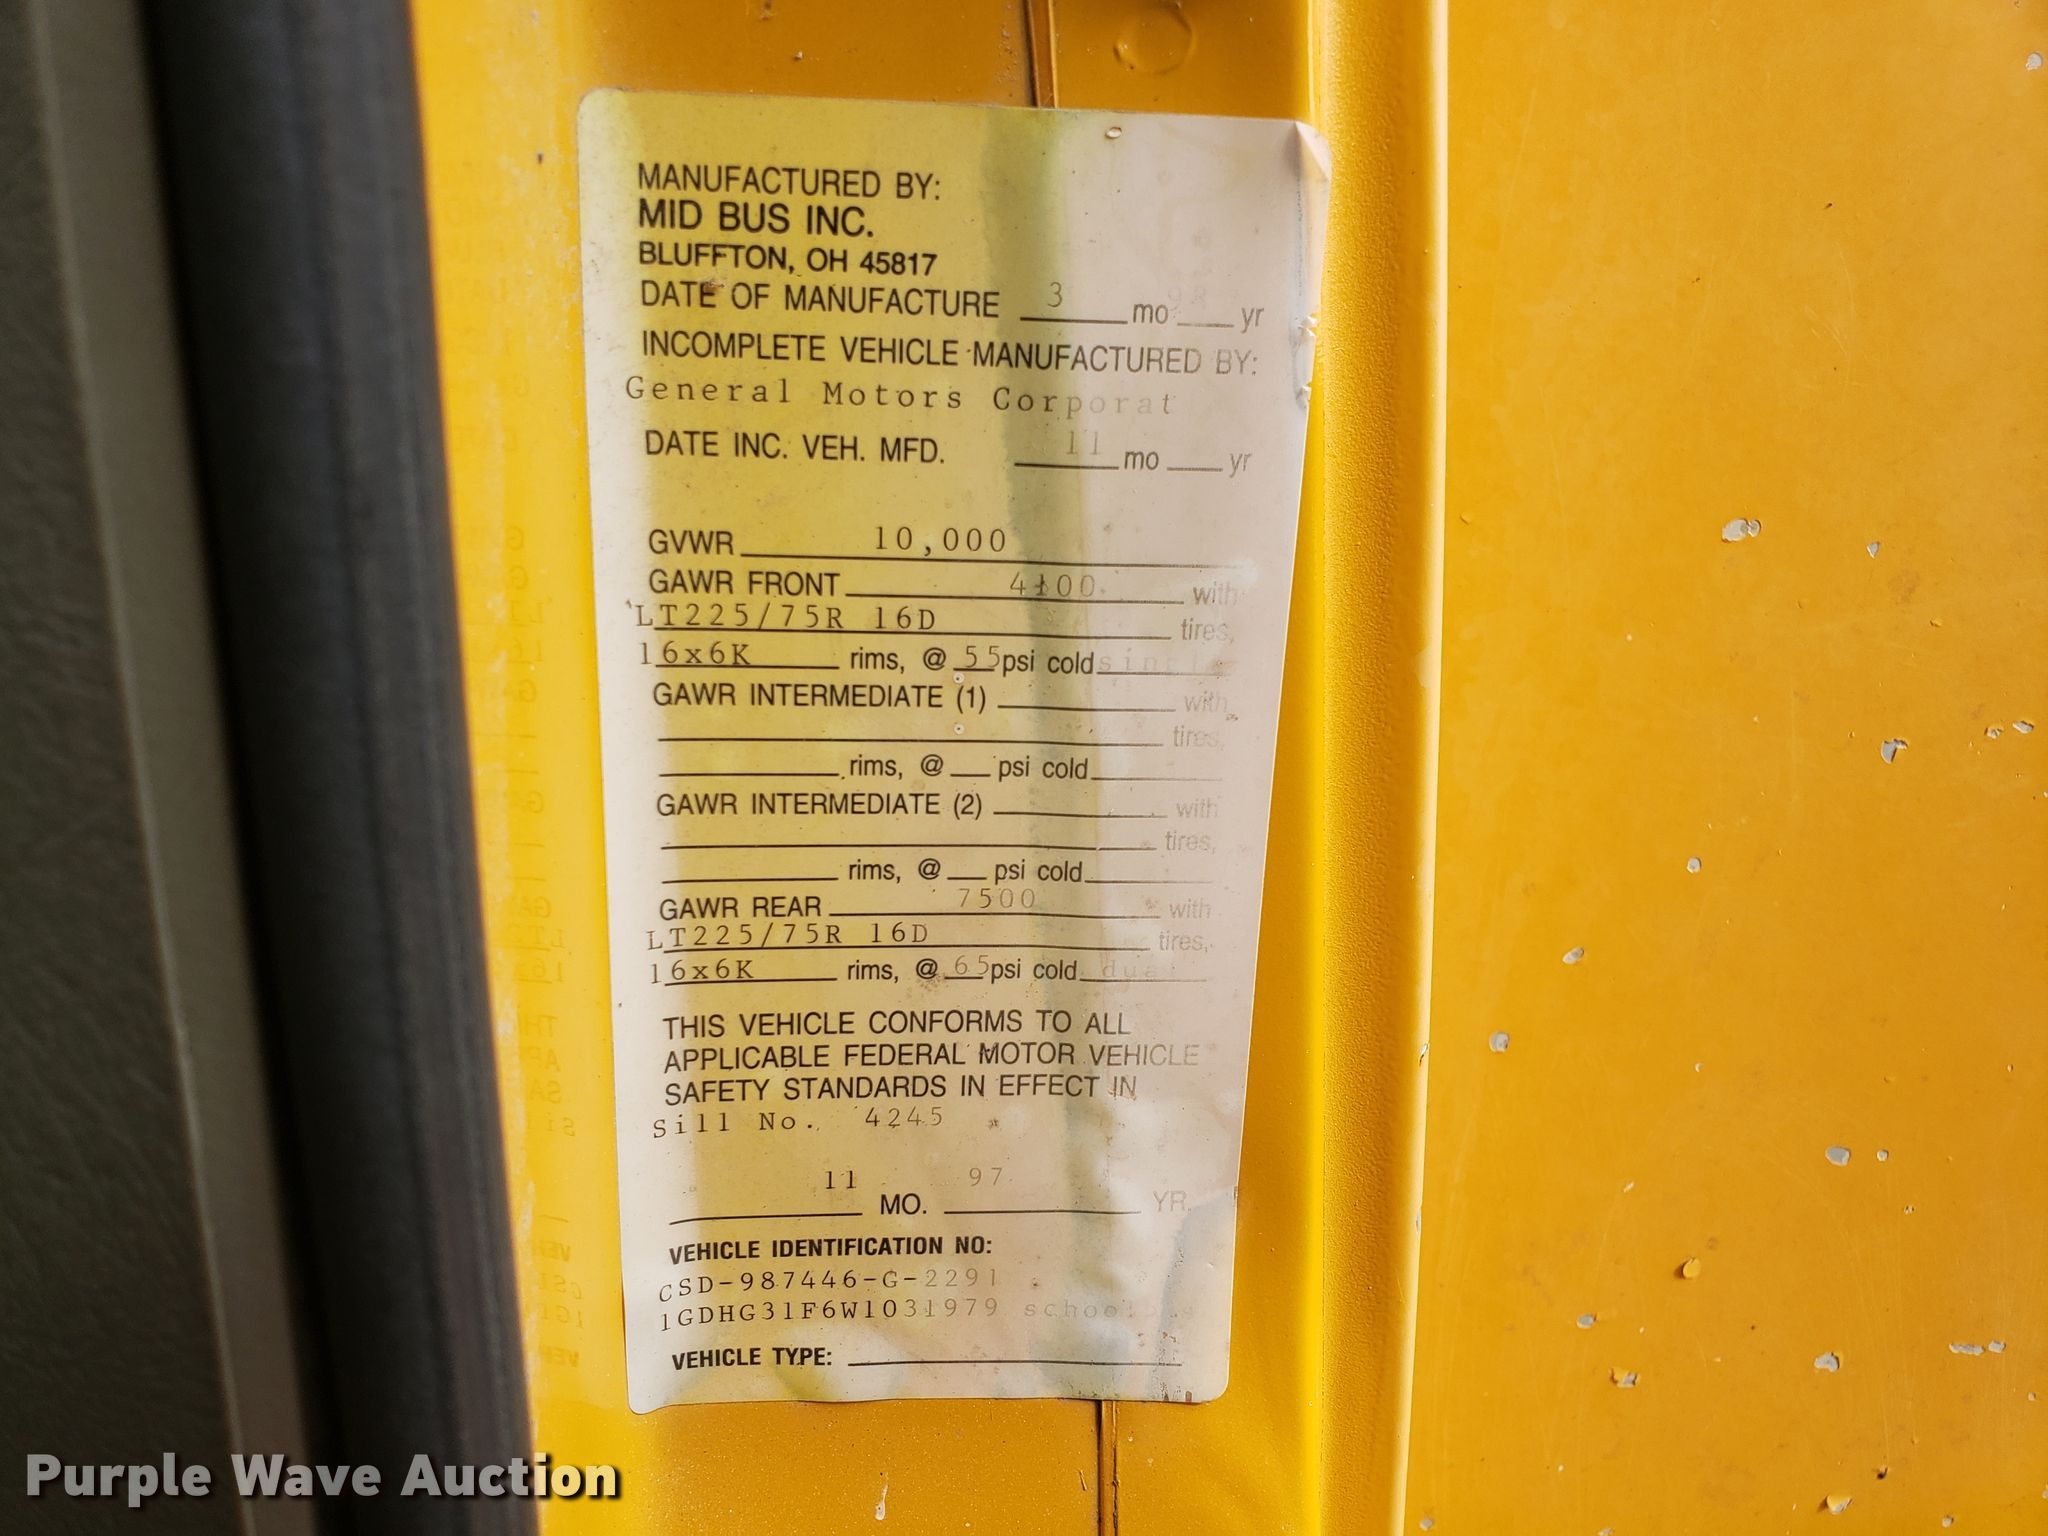 MANUFACTURED BY:
MID BUS INC.
BLUFFTON, OH 45817
DATE OF MANUFACTURE 3 mo 98 yr
INCOMPLETE VEHICLE MANUFACTURED BY:
General Motors Corporat
DATE INC. VEH. MFD. 11 mo yr
GVWR 10,000
GAWR FRONT 4100 with
LT225/75R 16D tires,
16x6K rims, @ 55 psi cold single
GAWR INTERMEDIATE (1) with
tires,
rims, @ psi cold
GAWR INTERMEDIATE (2) with
tires,
rims, @ psi cold
GAWR REAR 7500 with
LT225/75R 16D tires,
16x6K rims, @ 65 psi cold dual
THIS VEHICLE CONFORMS TO ALL
APPLICABLE FEDERAL MOTOR VEHICLE
SAFETY STANDARDS IN EFFECT IN
Sill No. 4245
11 MO. 97 YR.
VEHICLE IDENTIFICATION NO:
CSD-987446-G-2291
1GDHG31F6W1031979 school
VEHICLE TYPE:
Purple Wave Auction